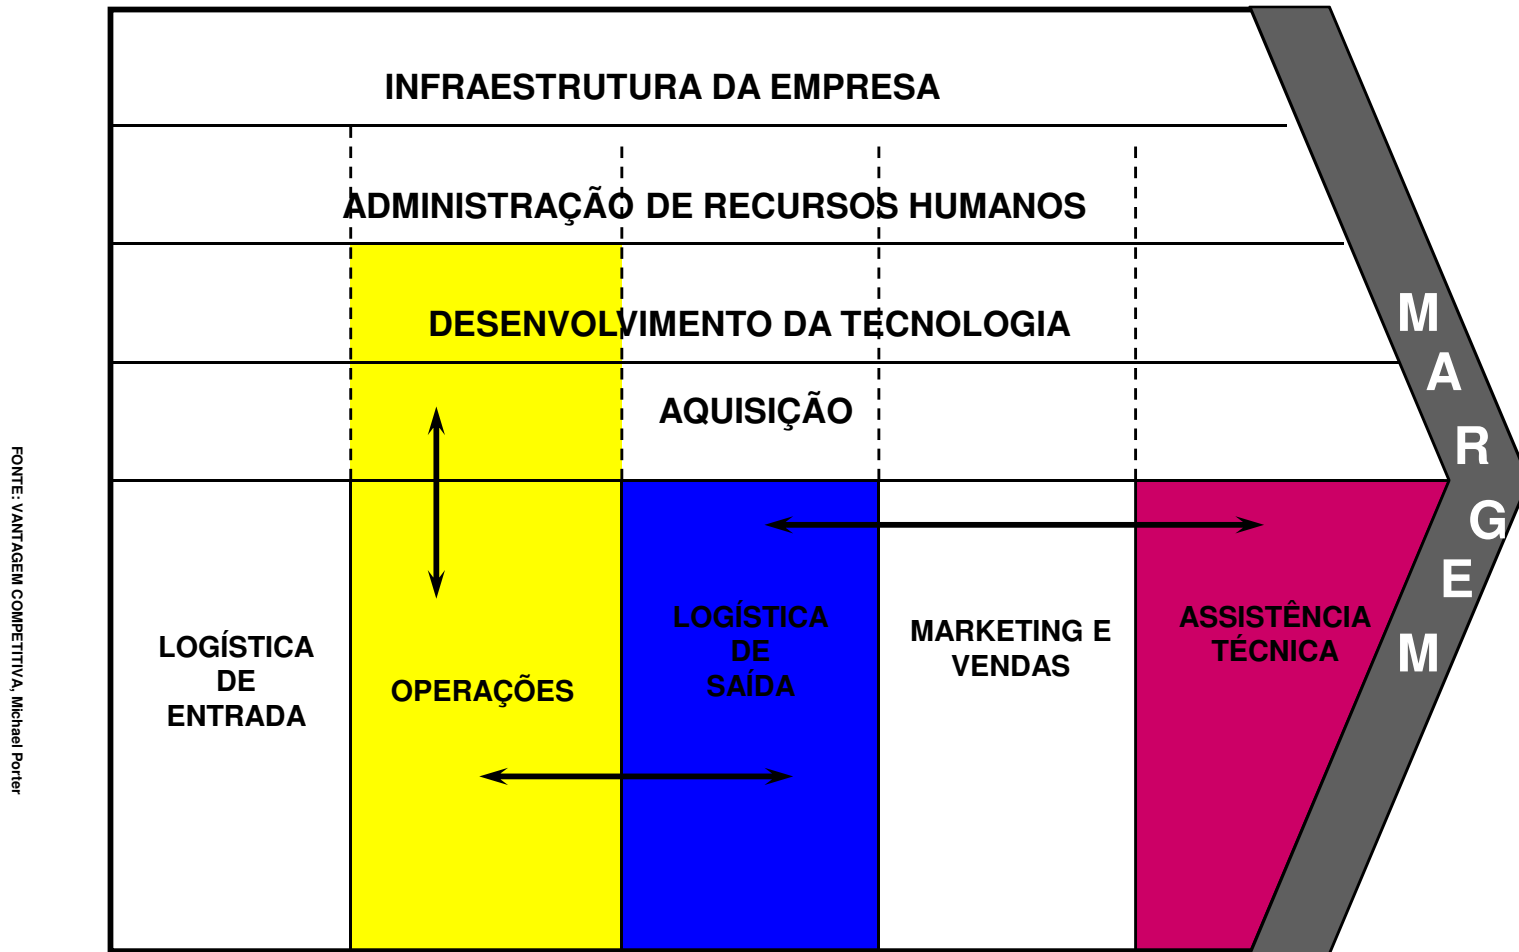 INFRAESTRUTURA DA EMPRESA
ADMINISTRAÇÃO DE RECURSOS HUMANOS
DESENVOLVIMENTO DA TECNOLOGIA
AQUISIÇÃO
LOGÍSTICA
DE
ENTRADA
OPERAÇÕES
LOGÍSTICA
DE
SAÍDA
MARKETING E
VENDAS
ASSISTÊNCIA
TÉCNICA
M
A
R
G
E
M
FONTE: VANTAGEM COMPETITIVA, Michael Porter